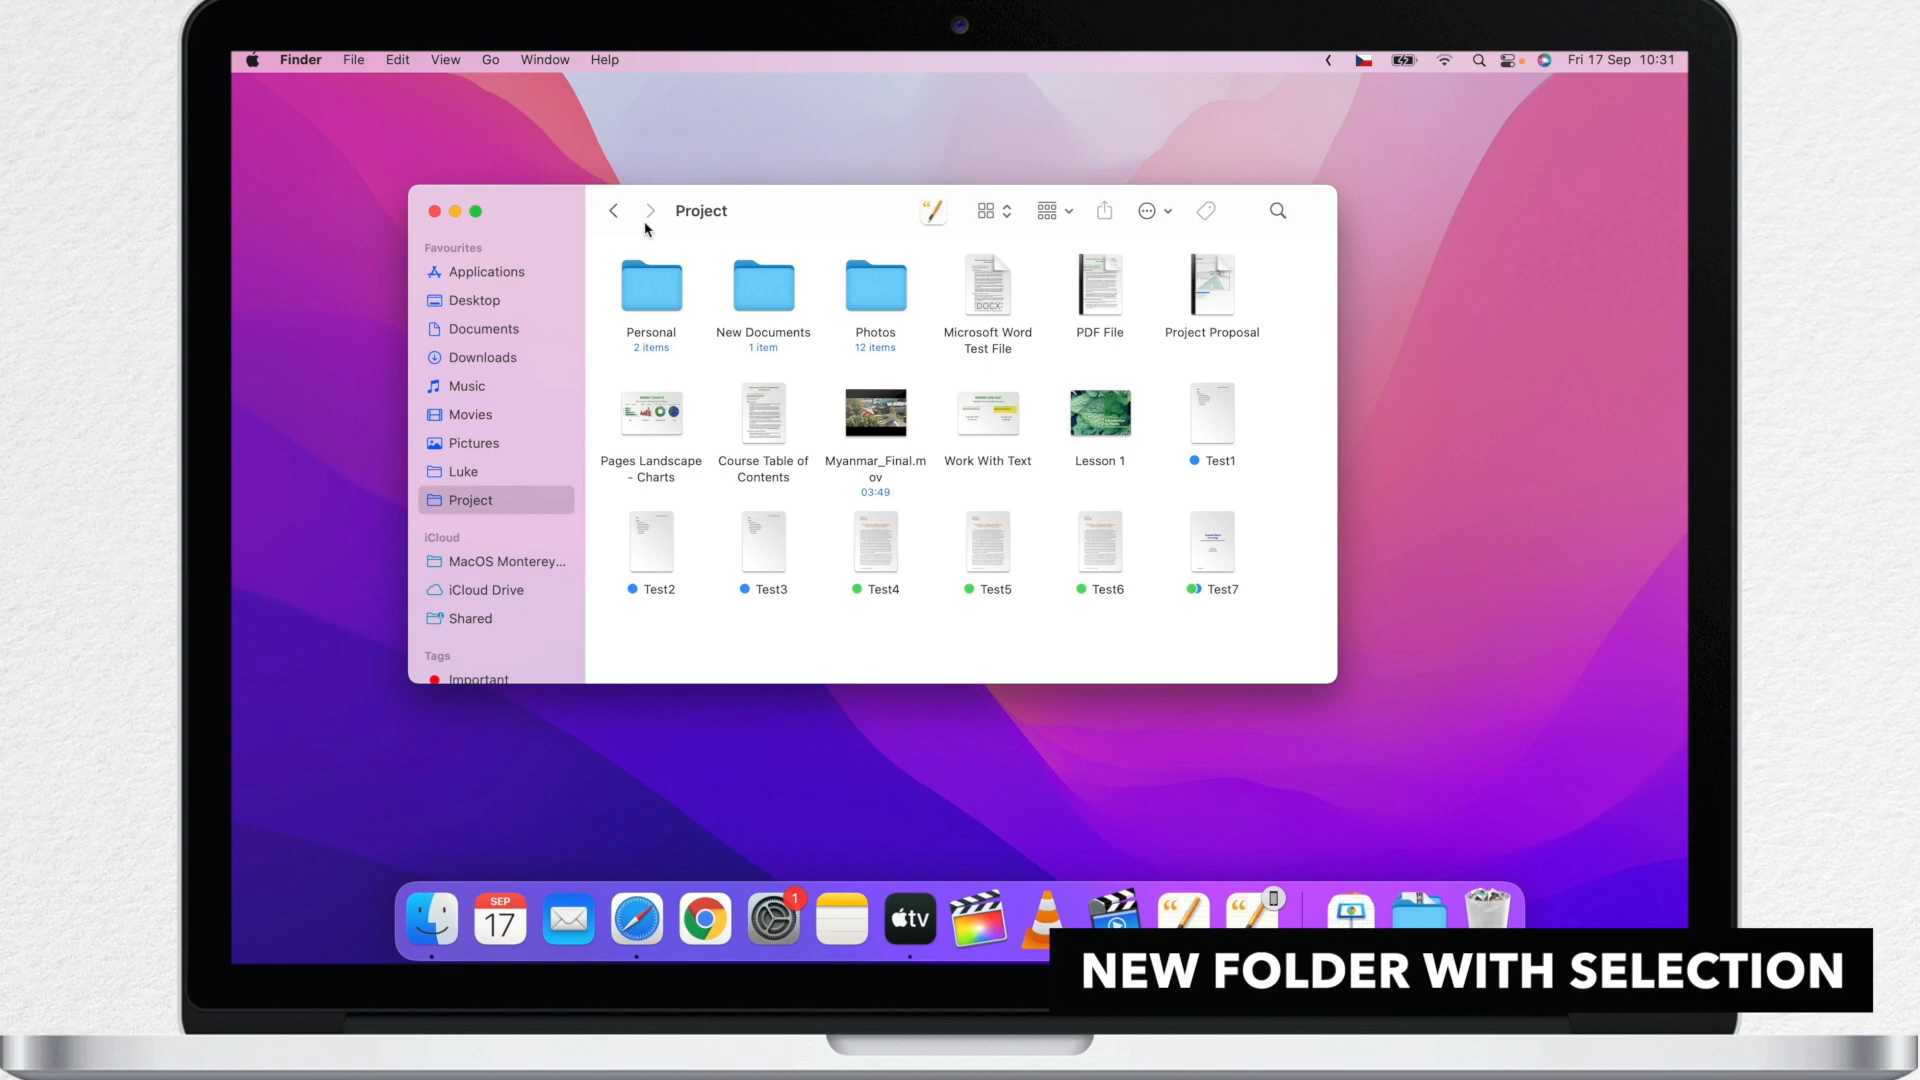 Finder File Edit View Go Window Help Fri 17 Sep 10:31
Project
Favourites
Applications
Desktop
Documents
Downloads
Music
Movies
Pictures
Luke
Project
iCloud
MacOS Monterey...
iCloud Drive
Shared
Tags
Important
Personal
2 items
New Documents
1 item
Photos
12 items
DOCX
Microsoft Word
Test File
PDF File
Project Proposal
Pages Landscape
- Charts
Course Table of
Contents
Myanmar_Final.m
ov
03:49
Work With Text
Lesson 1
Test1
Test2
Test3
Test4
Test5
Test6
Test7
SEP
17
1
tv
NEW FOLDER WITH SELECTION